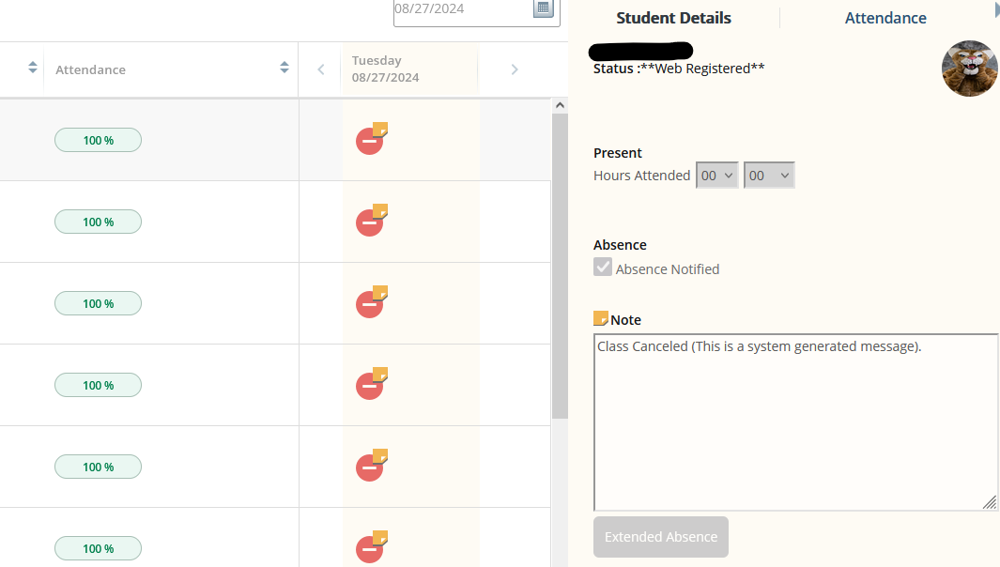 08/27/2024
Attendance
Tuesday
08/27/2024
100 %
100 %
100 %
100 %
100 %
100 %
Student Details
Attendance
Status :**Web Registered**
Present
Hours Attended 00 00
Absence
Absence Notified
Note
Class Canceled (This is a system generated message).
Extended Absence